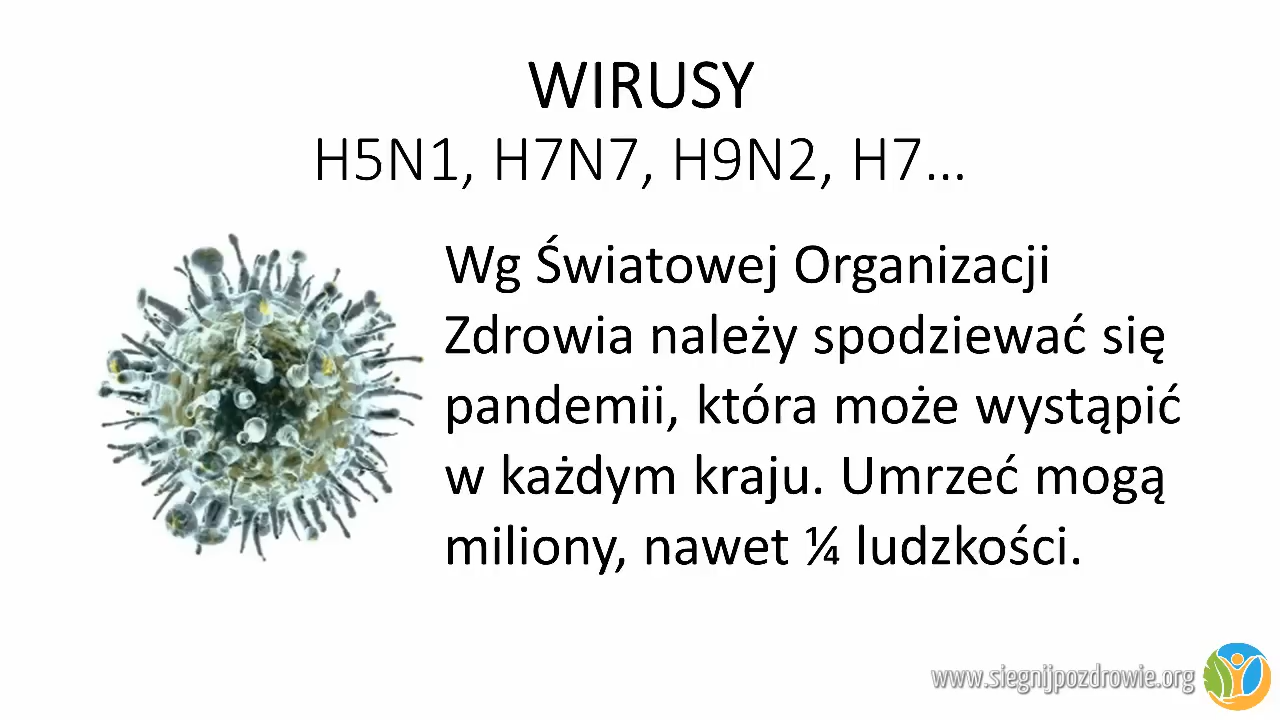 WIRUSY
H5N1, H7N7, H9N2, H7...
Wg Światowej Organizacji
Zdrowia należy spodziewać się
pandemii, która może wystąpić
w każdym kraju. Umrzeć mogą
miliony, nawet ¼ ludzkości.
www.siegnijpozdrowie.org